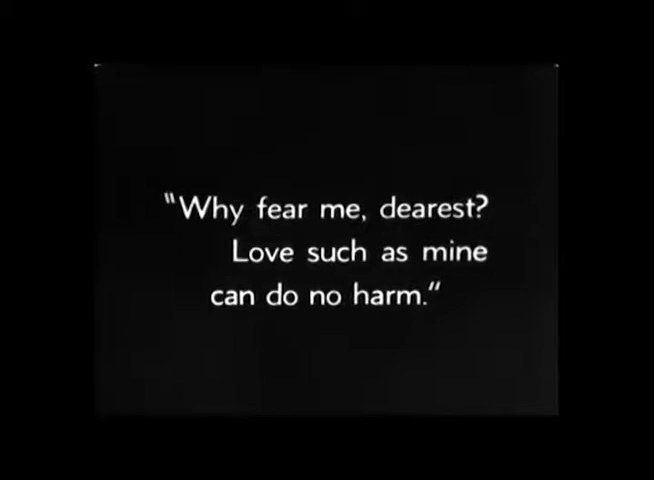 "Why fear me, dearest?
Love such as mine
can do no harm."